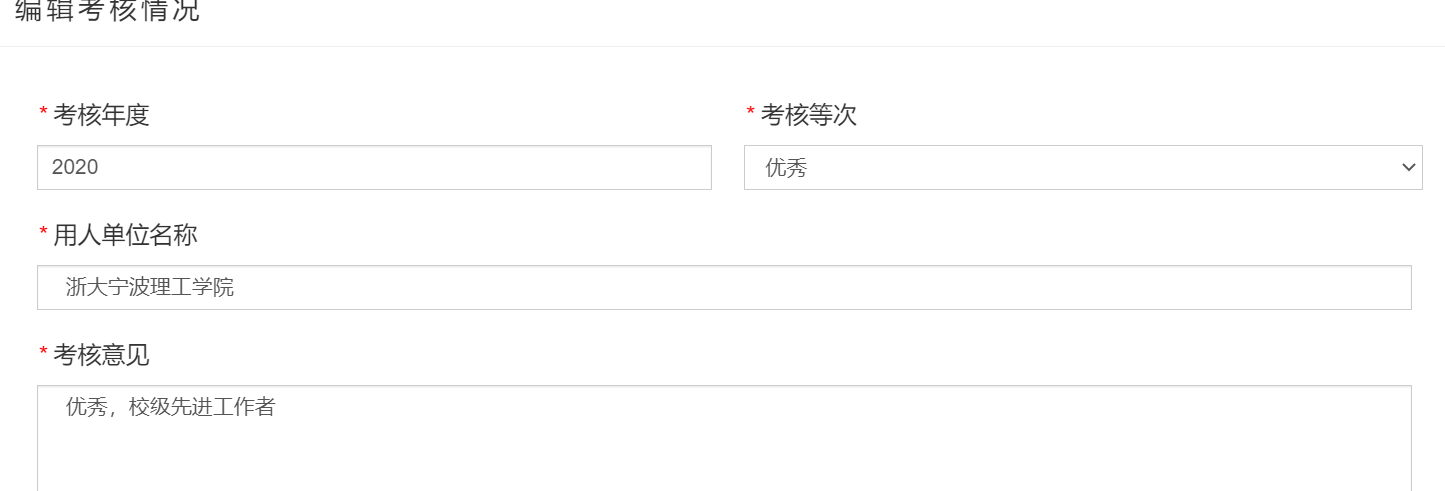 编辑考核情况
* 考核年度
* 考核等次
2020
优秀
* 用人单位名称
浙大宁波理工学院
* 考核意见
优秀，校级先进工作者